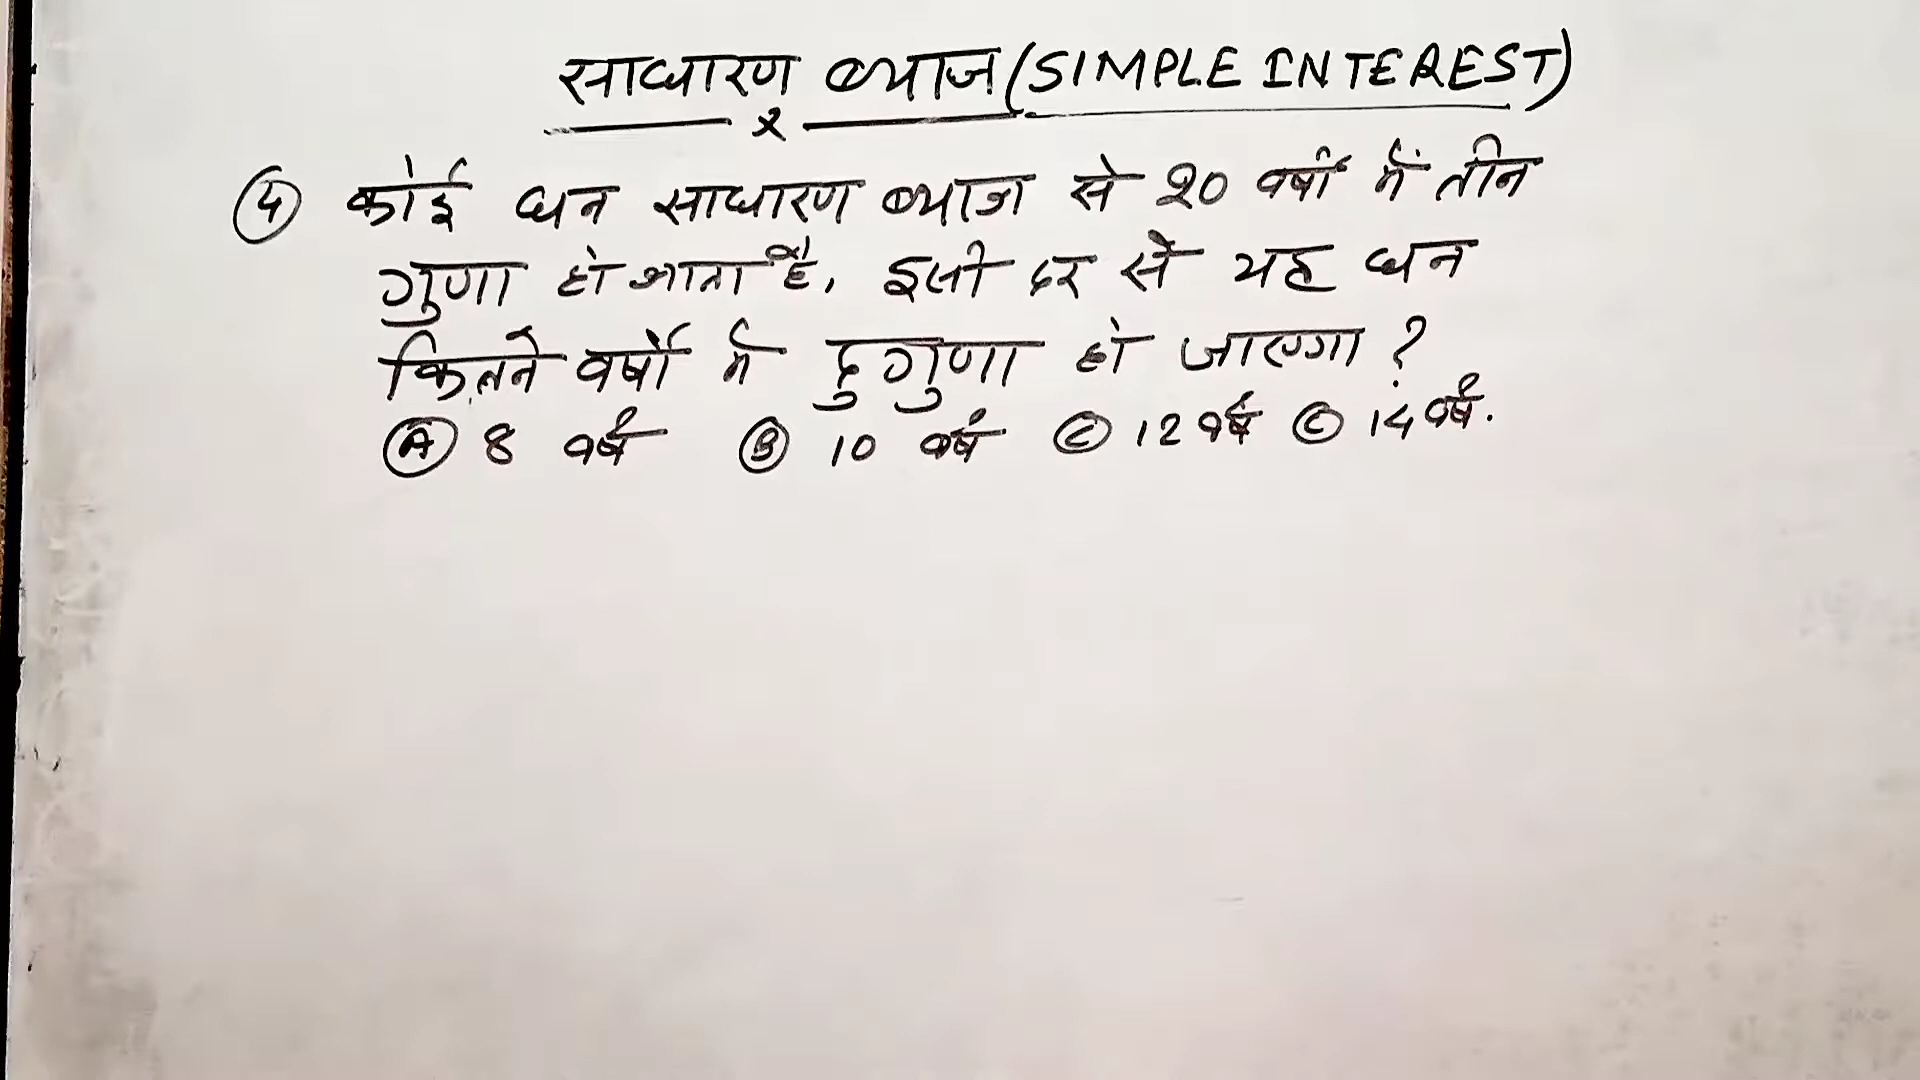 साधारण ब्याज (SIMPLE INTEREST)
x
④ कोई धन साधारण ब्याज से 20 वर्षो में तीन
गुणा हो जाता है, इसी दर से यह धन
कितने वर्षो में दुगुणा हो जाएगा ?
Ⓐ 8 वर्ष Ⓑ 10 वर्ष Ⓒ 12 वर्ष Ⓒ 14 वर्ष.